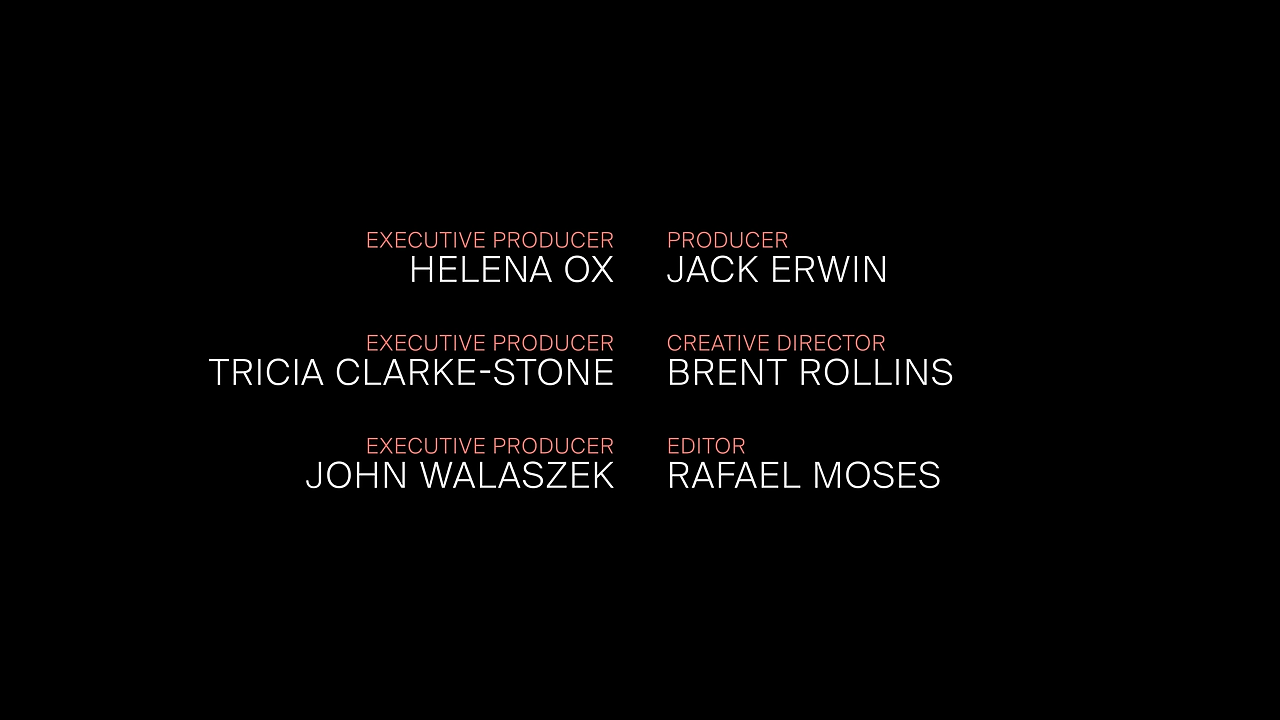 EXECUTIVE PRODUCER
HELENA OX
EXECUTIVE PRODUCER
TRICIA CLARKE-STONE
EXECUTIVE PRODUCER
JOHN WALASZEK
PRODUCER
JACK ERWIN
CREATIVE DIRECTOR
BRENT ROLLINS
EDITOR
RAFAEL MOSES